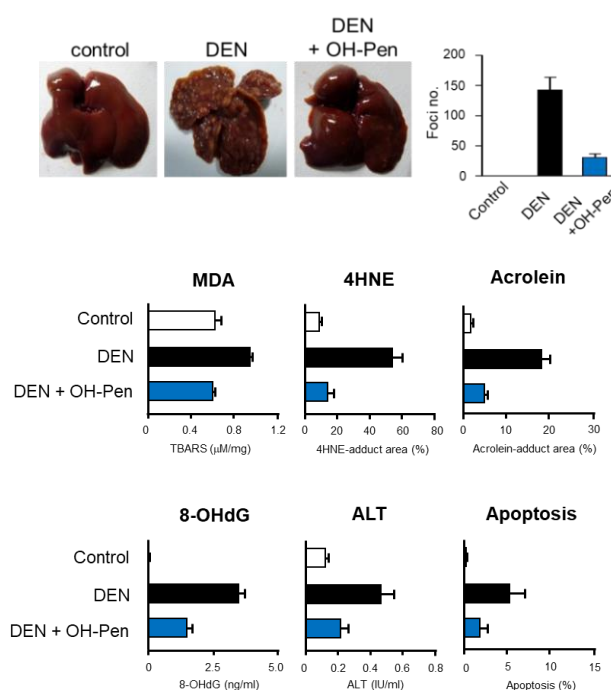 control
DEN
DEN
+ OH-Pen
200
150
100
50
0
Foci no.
Control
DEN
DEN
+OH-Pen
MDA
4HNE
Acrolein
Control
DEN
DEN + OH-Pen
0 0.4 0.8 1.2
0 20 40 60 80
0 10 20 30
TBARS (μM/mg)
4HNE-adduct area (%)
Acrolein-adduct area (%)
8-OHdG
ALT
Apoptosis
Control
DEN
DEN + OH-Pen
0 2.5 5.0
0 0.2 0.4 0.6 0.8
0 5 10 15
8-OHdG (ng/ml)
ALT (IU/ml)
Apoptosis (%)